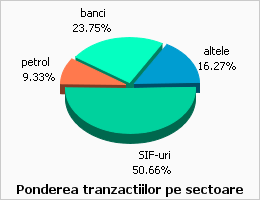 banci
23.75%
altele
16.27%
petrol
9.33%
SIF-uri
50.66%
Ponderea tranzactiilor pe sectoare